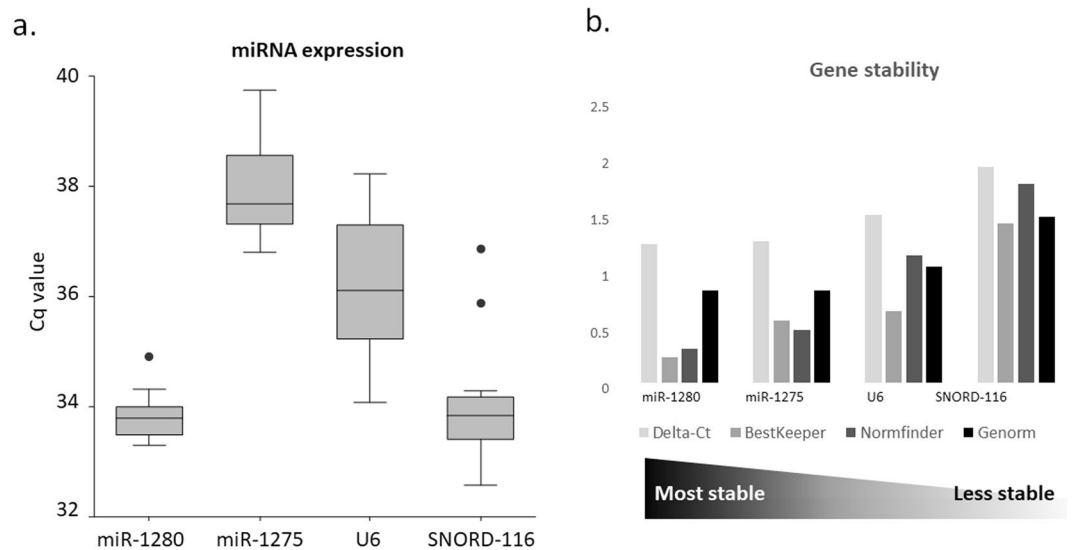 a.
miRNA expression
Cq value
40
38
36
34
32
miR-1280 miR-1275 U6 SNORD-116
b.
Gene stability
2.5
2
1.5
1
0.5
0
miR-1280 miR-1275 U6 SNORD-116
Delta-Ct BestKeeper Normfinder Genorm
Most stable Less stable